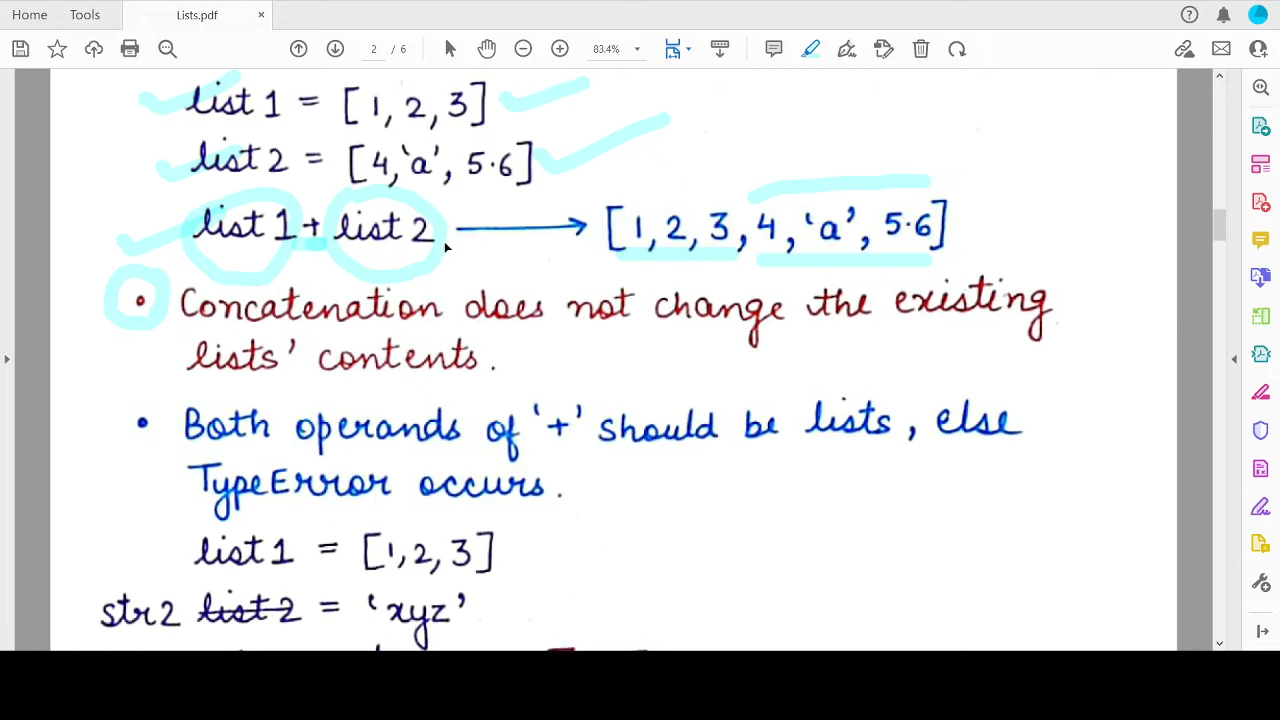 Home Tools Lists.pdf ×
2 / 6 83.4%
list 1 = [1, 2, 3]
list 2 = [4, 'a', 5.6]
list 1 + list 2 → [1, 2, 3, 4, 'a', 5.6]
• Concatenation does not change the existing
lists' contents.
• Both operands of '+' should be lists, else
TypeError occurs.
list 1 = [1, 2, 3]
str2 list 2 = 'xyz'